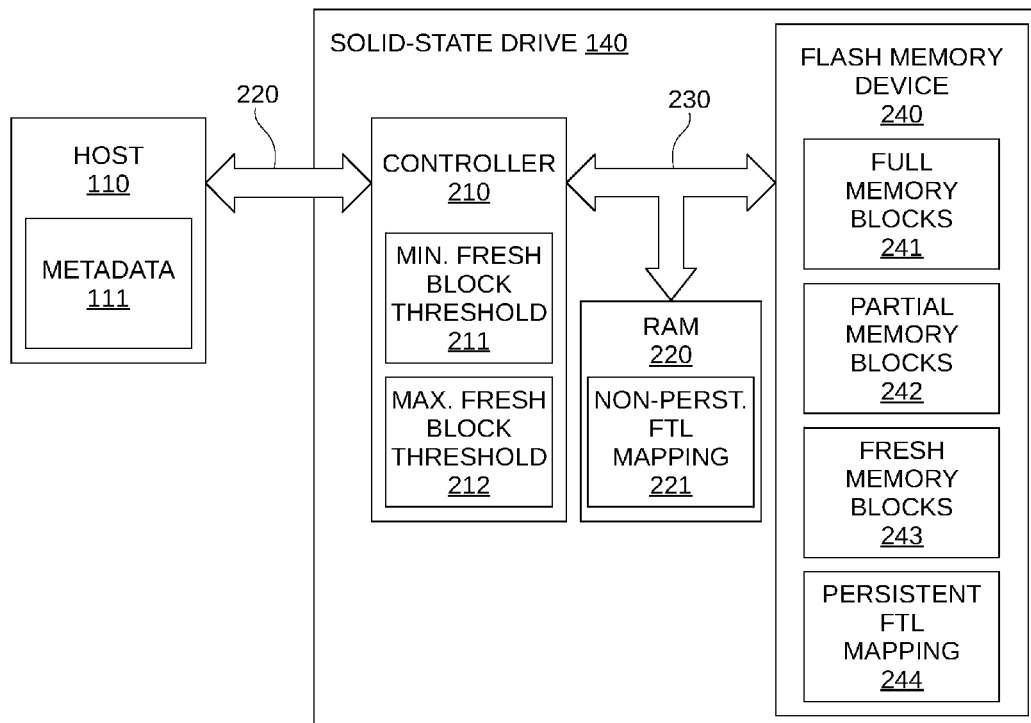 SOLID-STATE DRIVE 140
220
HOST
110
METADATA
111
CONTROLLER
210
MIN. FRESH
BLOCK
THRESHOLD
211
MAX. FRESH
BLOCK
THRESHOLD
212
230
RAM
220
NON-PERST.
FTL
MAPPING
221
FLASH MEMORY
DEVICE
240
FULL
MEMORY
BLOCKS
241
PARTIAL
MEMORY
BLOCKS
242
FRESH
MEMORY
BLOCKS
243
PERSISTENT
FTL
MAPPING
244